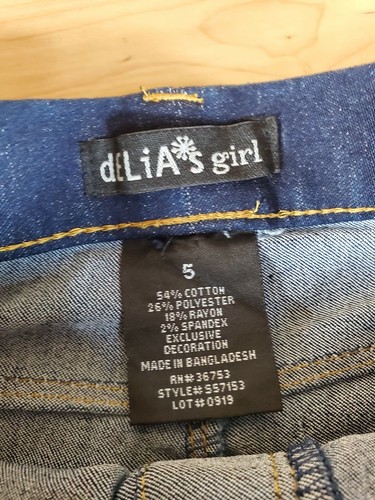 dELiA*s girl
5
54% COTTON
26% POLYESTER
18% RAYON
2% SPANDEX
EXCLUSIVE
DECORATION
MADE IN BANGLADESH
RN# 36753
STYLE# S57153
LOT# 0919